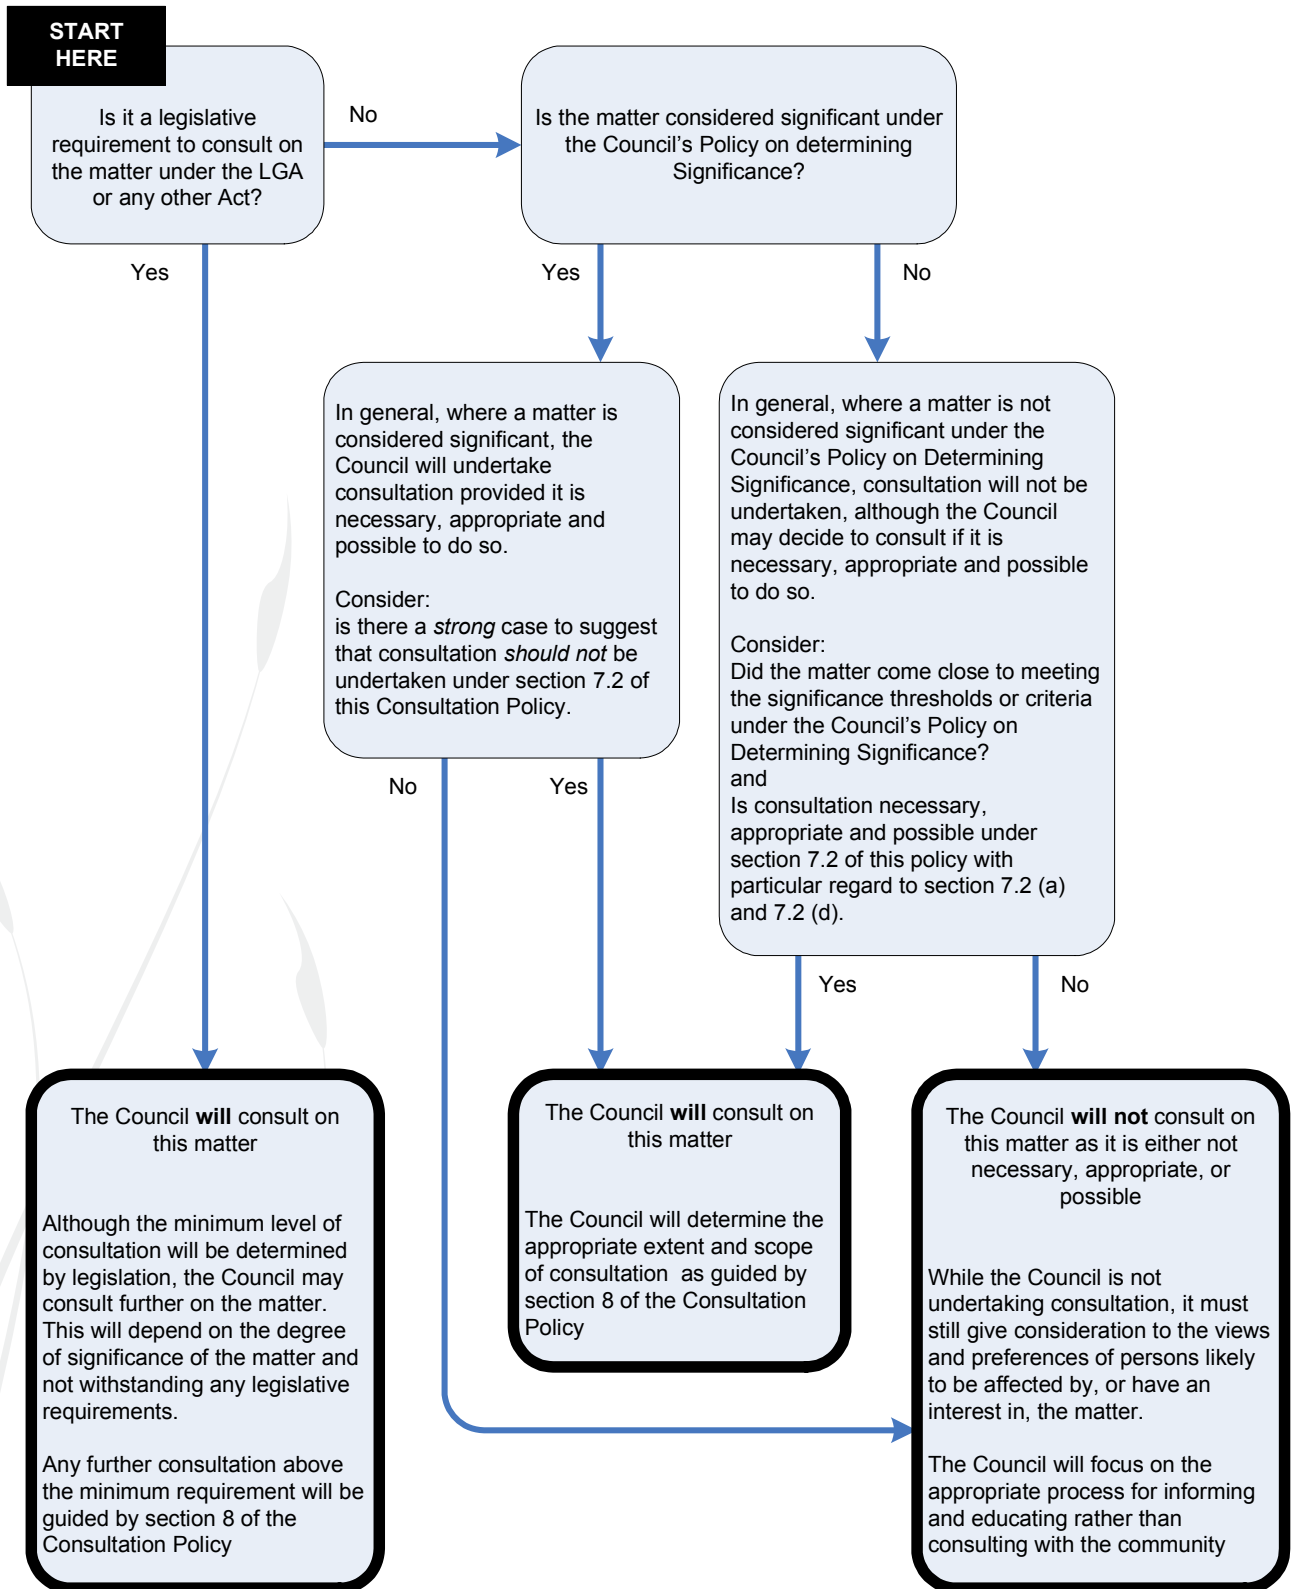 START
HERE
Is it a legislative
requirement to consult on
the matter under the LGA
or any other Act?
No
Is the matter considered significant under
the Council's Policy on determining
Significance?
Yes
Yes
No
In general, where a matter is
considered significant, the
Council will undertake
consultation provided it is
necessary, appropriate and
possible to do so.
Consider:
is there a strong case to suggest
that consultation should not be
undertaken under section 7.2 of
this Consultation Policy.
In general, where a matter is not
considered significant under the
Council's Policy on Determining
Significance, consultation will not be
undertaken, although the Council
may decide to consult if it is
necessary, appropriate and possible
to do so.
Consider:
Did the matter come close to meeting
the significance thresholds or criteria
under the Council's Policy on
Determining Significance?
and
Is consultation necessary,
appropriate and possible under
section 7.2 of this policy with
particular regard to section 7.2 (a)
and 7.2 (d).
No
Yes
Yes
No
The Council will consult on
this matter
Although the minimum level of
consultation will be determined
by legislation, the Council may
consult further on the matter.
This will depend on the degree
of significance of the matter and
not withstanding any legislative
requirements.
Any further consultation above
the minimum requirement will be
guided by section 8 of the
Consultation Policy
The Council will consult on
this matter
The Council will determine the
appropriate extent and scope
of consultation as guided by
section 8 of the Consultation
Policy
The Council will not consult on
this matter as it is either not
necessary, appropriate, or
possible
While the Council is not
undertaking consultation, it must
still give consideration to the views
and preferences of persons likely
to be affected by, or have an
interest in, the matter.
The Council will focus on the
appropriate process for informing
and educating rather than
consulting with the community